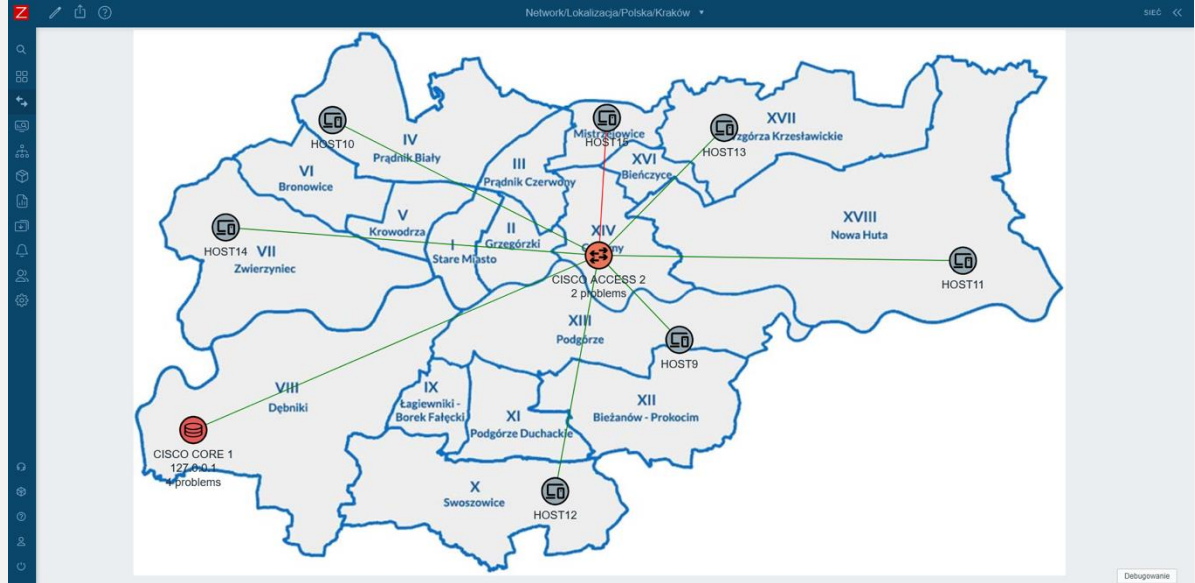 Z
Network/Lokalizacja/Polska/Kraków
SIEĆ
HOST10
IV
Prądnik Biały
VI
Bronowice
III
Prądnik Czerwony
Mistrzejowice
HOST15
XVI
Bieńczyce
XVII
HOST13
XVIII
Nowa Huta
V
Krowodrza
II
Grzegórzki
I
Stare Miasto
XIV
HOST14
VII
Zwierzyniec
CISCO ACCESS 2
2 problems
HOST11
XIII
Podgórze
HOST9
VIII
Dębniki
IX
Łagiewniki -
Borek Fałęcki
XI
Podgórze Duchackie
XII
Bieżanów - Prokocim
CISCO CORE 1
127.0.0.1
4 problems
X
Swoszowice
HOST12
Debugowanie